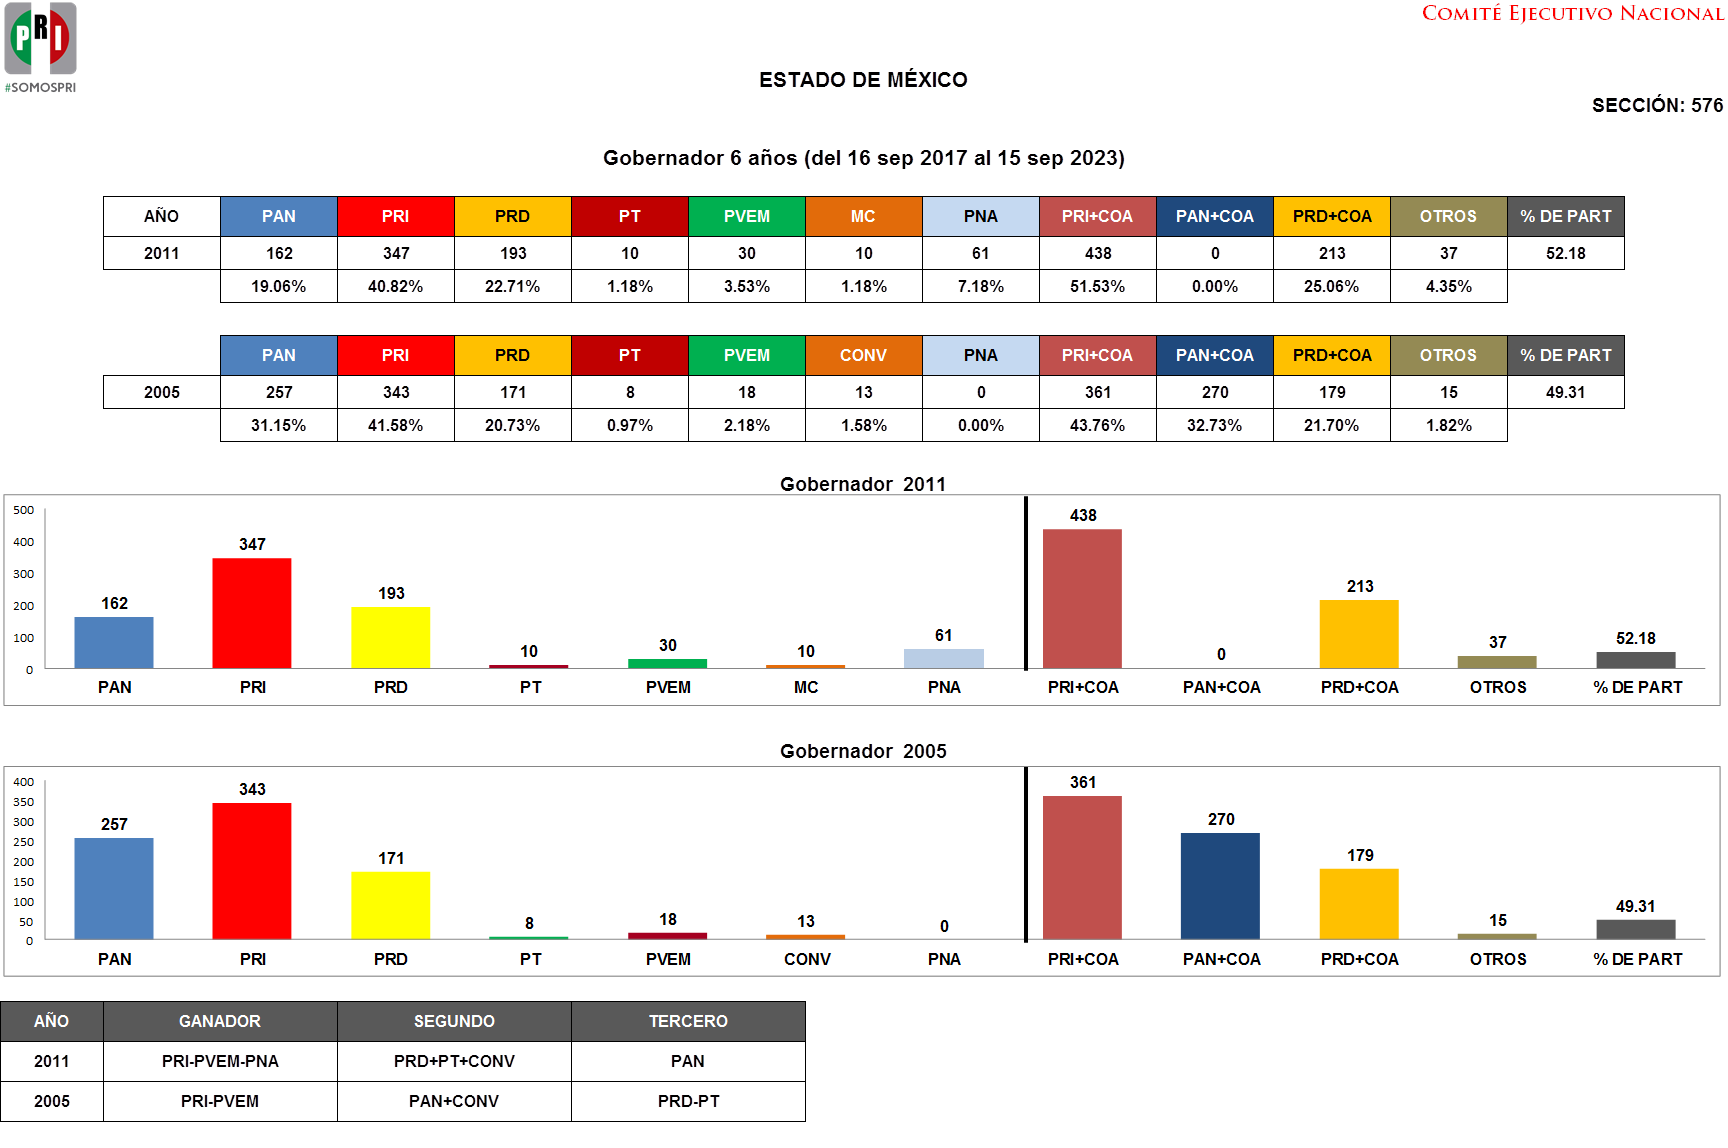 PRI
#SOMOSPRI
COMITÉ EJECUTIVO NACIONAL
ESTADO DE MÉXICO
SECCIÓN: 576
Gobernador 6 años (del 16 sep 2017 al 15 sep 2023)
AÑO PAN PRI PRD PT PVEM MC PNA PRI+COA PAN+COA PRD+COA OTROS % DE PART
2011 162 347 193 10 30 10 61 438 0 213 37 52.18
19.06% 40.82% 22.71% 1.18% 3.53% 1.18% 7.18% 51.53% 0.00% 25.06% 4.35%
PAN PRI PRD PT PVEM CONV PNA PRI+COA PAN+COA PRD+COA OTROS % DE PART
2005 257 343 171 8 18 13 0 361 270 179 15 49.31
31.15% 41.58% 20.73% 0.97% 2.18% 1.58% 0.00% 43.76% 32.73% 21.70% 1.82%
Gobernador 2011
500
400
300
200
100
0
162 347 193 10 30 10 61 438 0 213 37 52.18
PAN PRI PRD PT PVEM MC PNA PRI+COA PAN+COA PRD+COA OTROS % DE PART
Gobernador 2005
400
350
300
250
200
150
100
50
0
257 343 171 8 18 13 0 361 270 179 15 49.31
PAN PRI PRD PT PVEM CONV PNA PRI+COA PAN+COA PRD+COA OTROS % DE PART
AÑO GANADOR SEGUNDO TERCERO
2011 PRI-PVEM-PNA PRD+PT+CONV PAN
2005 PRI-PVEM PAN+CONV PRD-PT